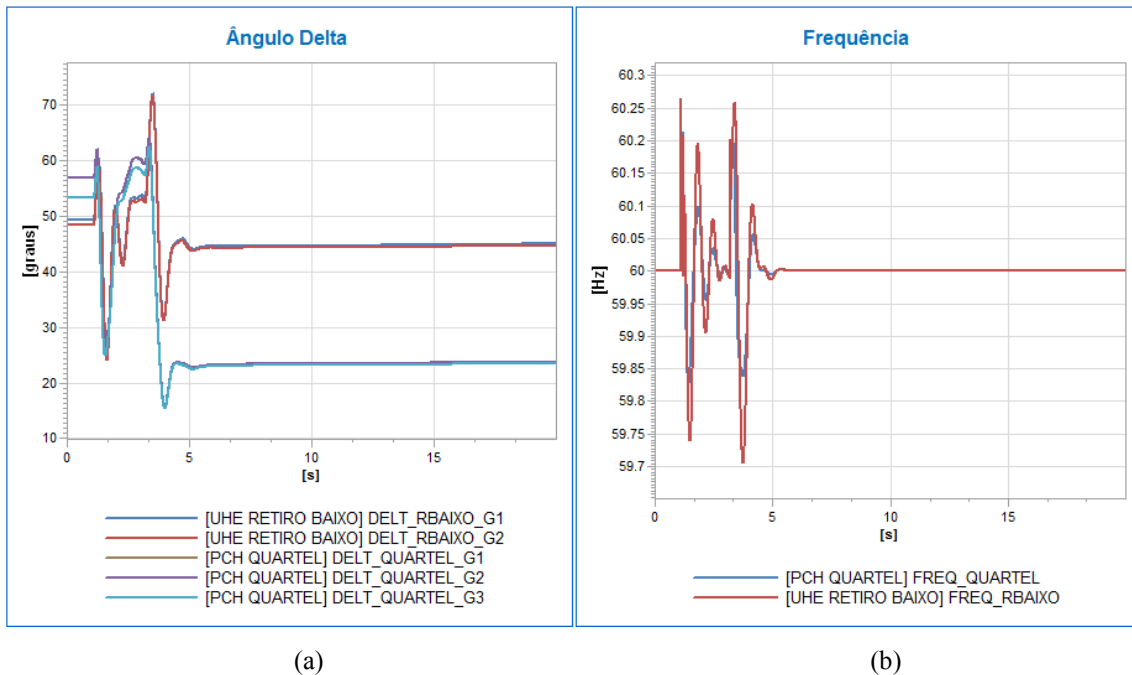 Ângulo Delta
[graus]
70
60
50
40
30
20
10
0
5
10
15
[s]
[UHE RETIRO BAIXO] DELT_RBAIXO_G1
[UHE RETIRO BAIXO] DELT_RBAIXO_G2
[PCH QUARTEL] DELT_QUARTEL_G1
[PCH QUARTEL] DELT_QUARTEL_G2
[PCH QUARTEL] DELT_QUARTEL_G3
(a)
Frequência
[Hz]
60.3
60.25
60.2
60.15
60.1
60.05
60
59.95
59.9
59.85
59.8
59.75
59.7
0
5
10
15
[s]
[PCH QUARTEL] FREQ_QUARTEL
[UHE RETIRO BAIXO] FREQ_RBAIXO
(b)